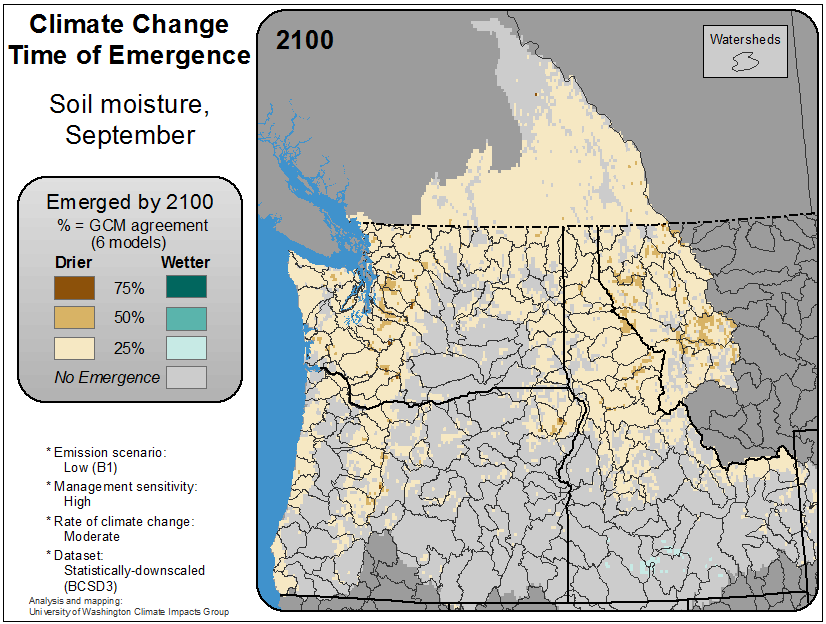 Climate Change
Time of Emergence
Soil moisture,
September
Emerged by 2100
% = GCM agreement
(6 models)
Drier Wetter
75%
50%
25%
No Emergence
* Emission scenario:
Low (B1)
* Management sensitivity:
High
* Rate of climate change:
Moderate
* Dataset:
Statistically-downscaled
(BCSD3)
Analysis and mapping:
University of Washington Climate Impacts Group
2100
Watersheds